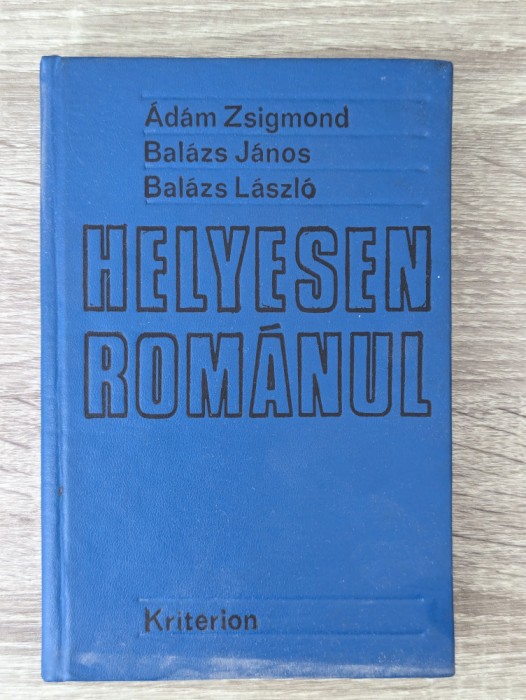 Ádám Zsigmond
Balázs János
Balázs László
HELYESEN
ROMÁNUL
Kriterion